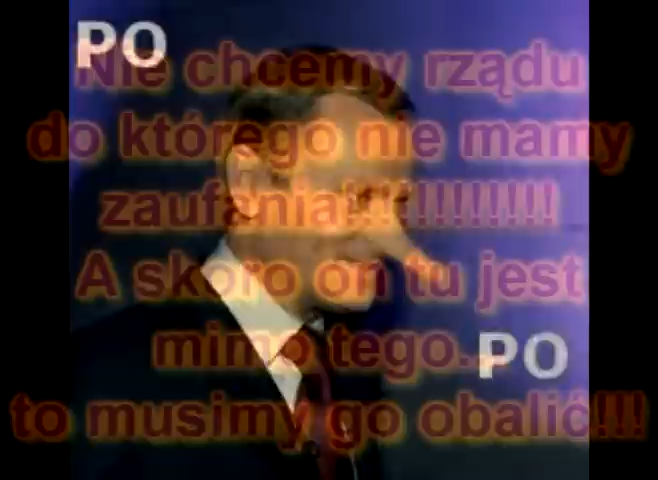 PO
Nie chcemy rządu
do którego nie mamy
zaufania!!!!!!!!!!!!!!!
A skoro on tu jest
mimo tego...
PO
to musimy go obalić!!!